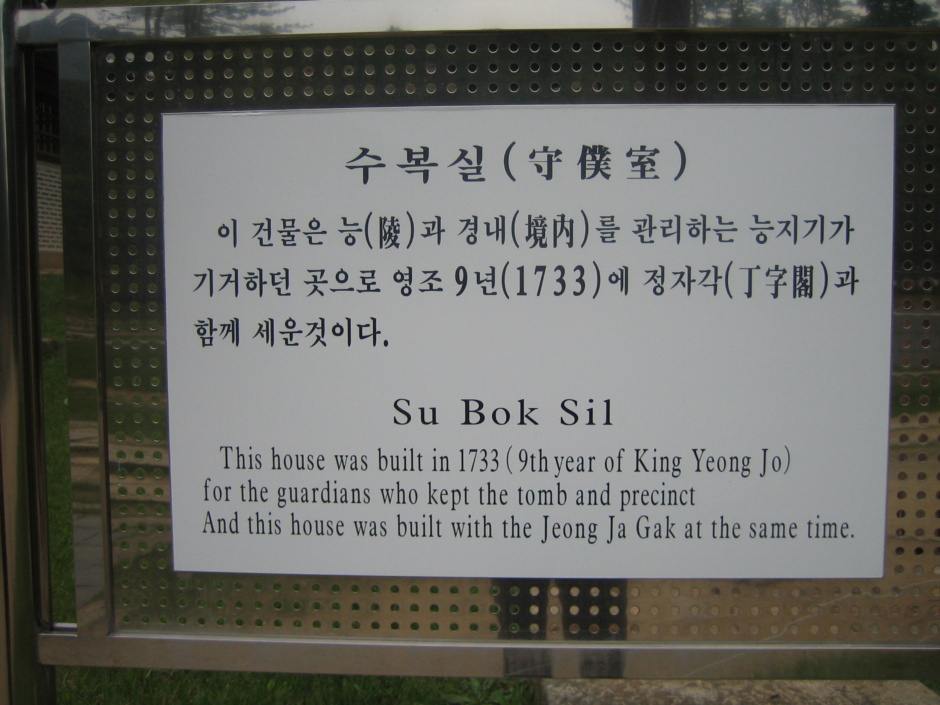 수복실(守僕室)
이 건물은 능(陵)과 경내(境內)를 관리하는 능지기가
기거하던 곳으로 영조 9년(1733)에 정자각(丁字閣)과
함께 세운것이다.
Su Bok Sil
This house was built in 1733(9th year of King Yeong Jo)
for the guardians who kept the tomb and precinct
And this house was built with the Jeong Ja Gak at the same time.